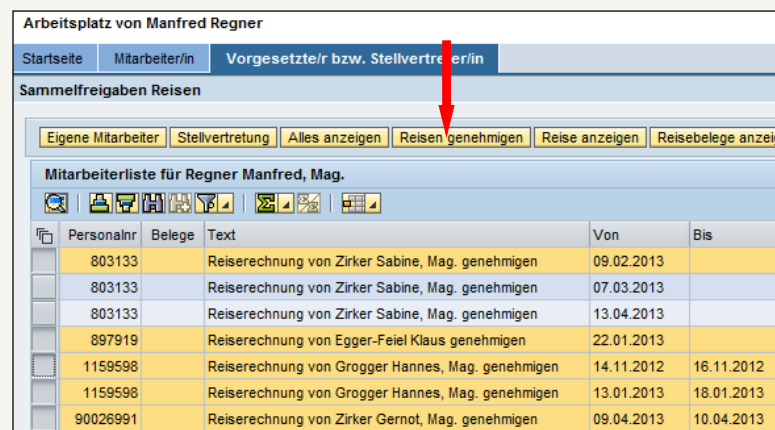 Arbeitsplatz von Manfred Regner
Startseite Mitarbeiter/in Vorgesetzte/r bzw. Stellvertreter/in
Sammelfreigaben Reisen
Eigene Mitarbeiter Stellvertretung Alles anzeigen Reisen genehmigen Reise anzeigen Reisebelege anzei
Mitarbeiterliste für Regner Manfred, Mag.
Personalnr Belege Text Von Bis
803133 Reiserechnung von Zirker Sabine, Mag. genehmigen 09.02.2013
803133 Reiserechnung von Zirker Sabine, Mag. genehmigen 07.03.2013
803133 Reiserechnung von Zirker Sabine, Mag. genehmigen 13.04.2013
897919 Reiserechnung von Egger-Feiel Klaus genehmigen 22.01.2013
1159598 Reiserechnung von Grogger Hannes, Mag. genehmigen 14.11.2012 16.11.2012
1159598 Reiserechnung von Grogger Hannes, Mag. genehmigen 13.01.2013 18.01.2013
90026991 Reiserechnung von Zirker Gernot, Mag. genehmigen 09.04.2013 10.04.2013